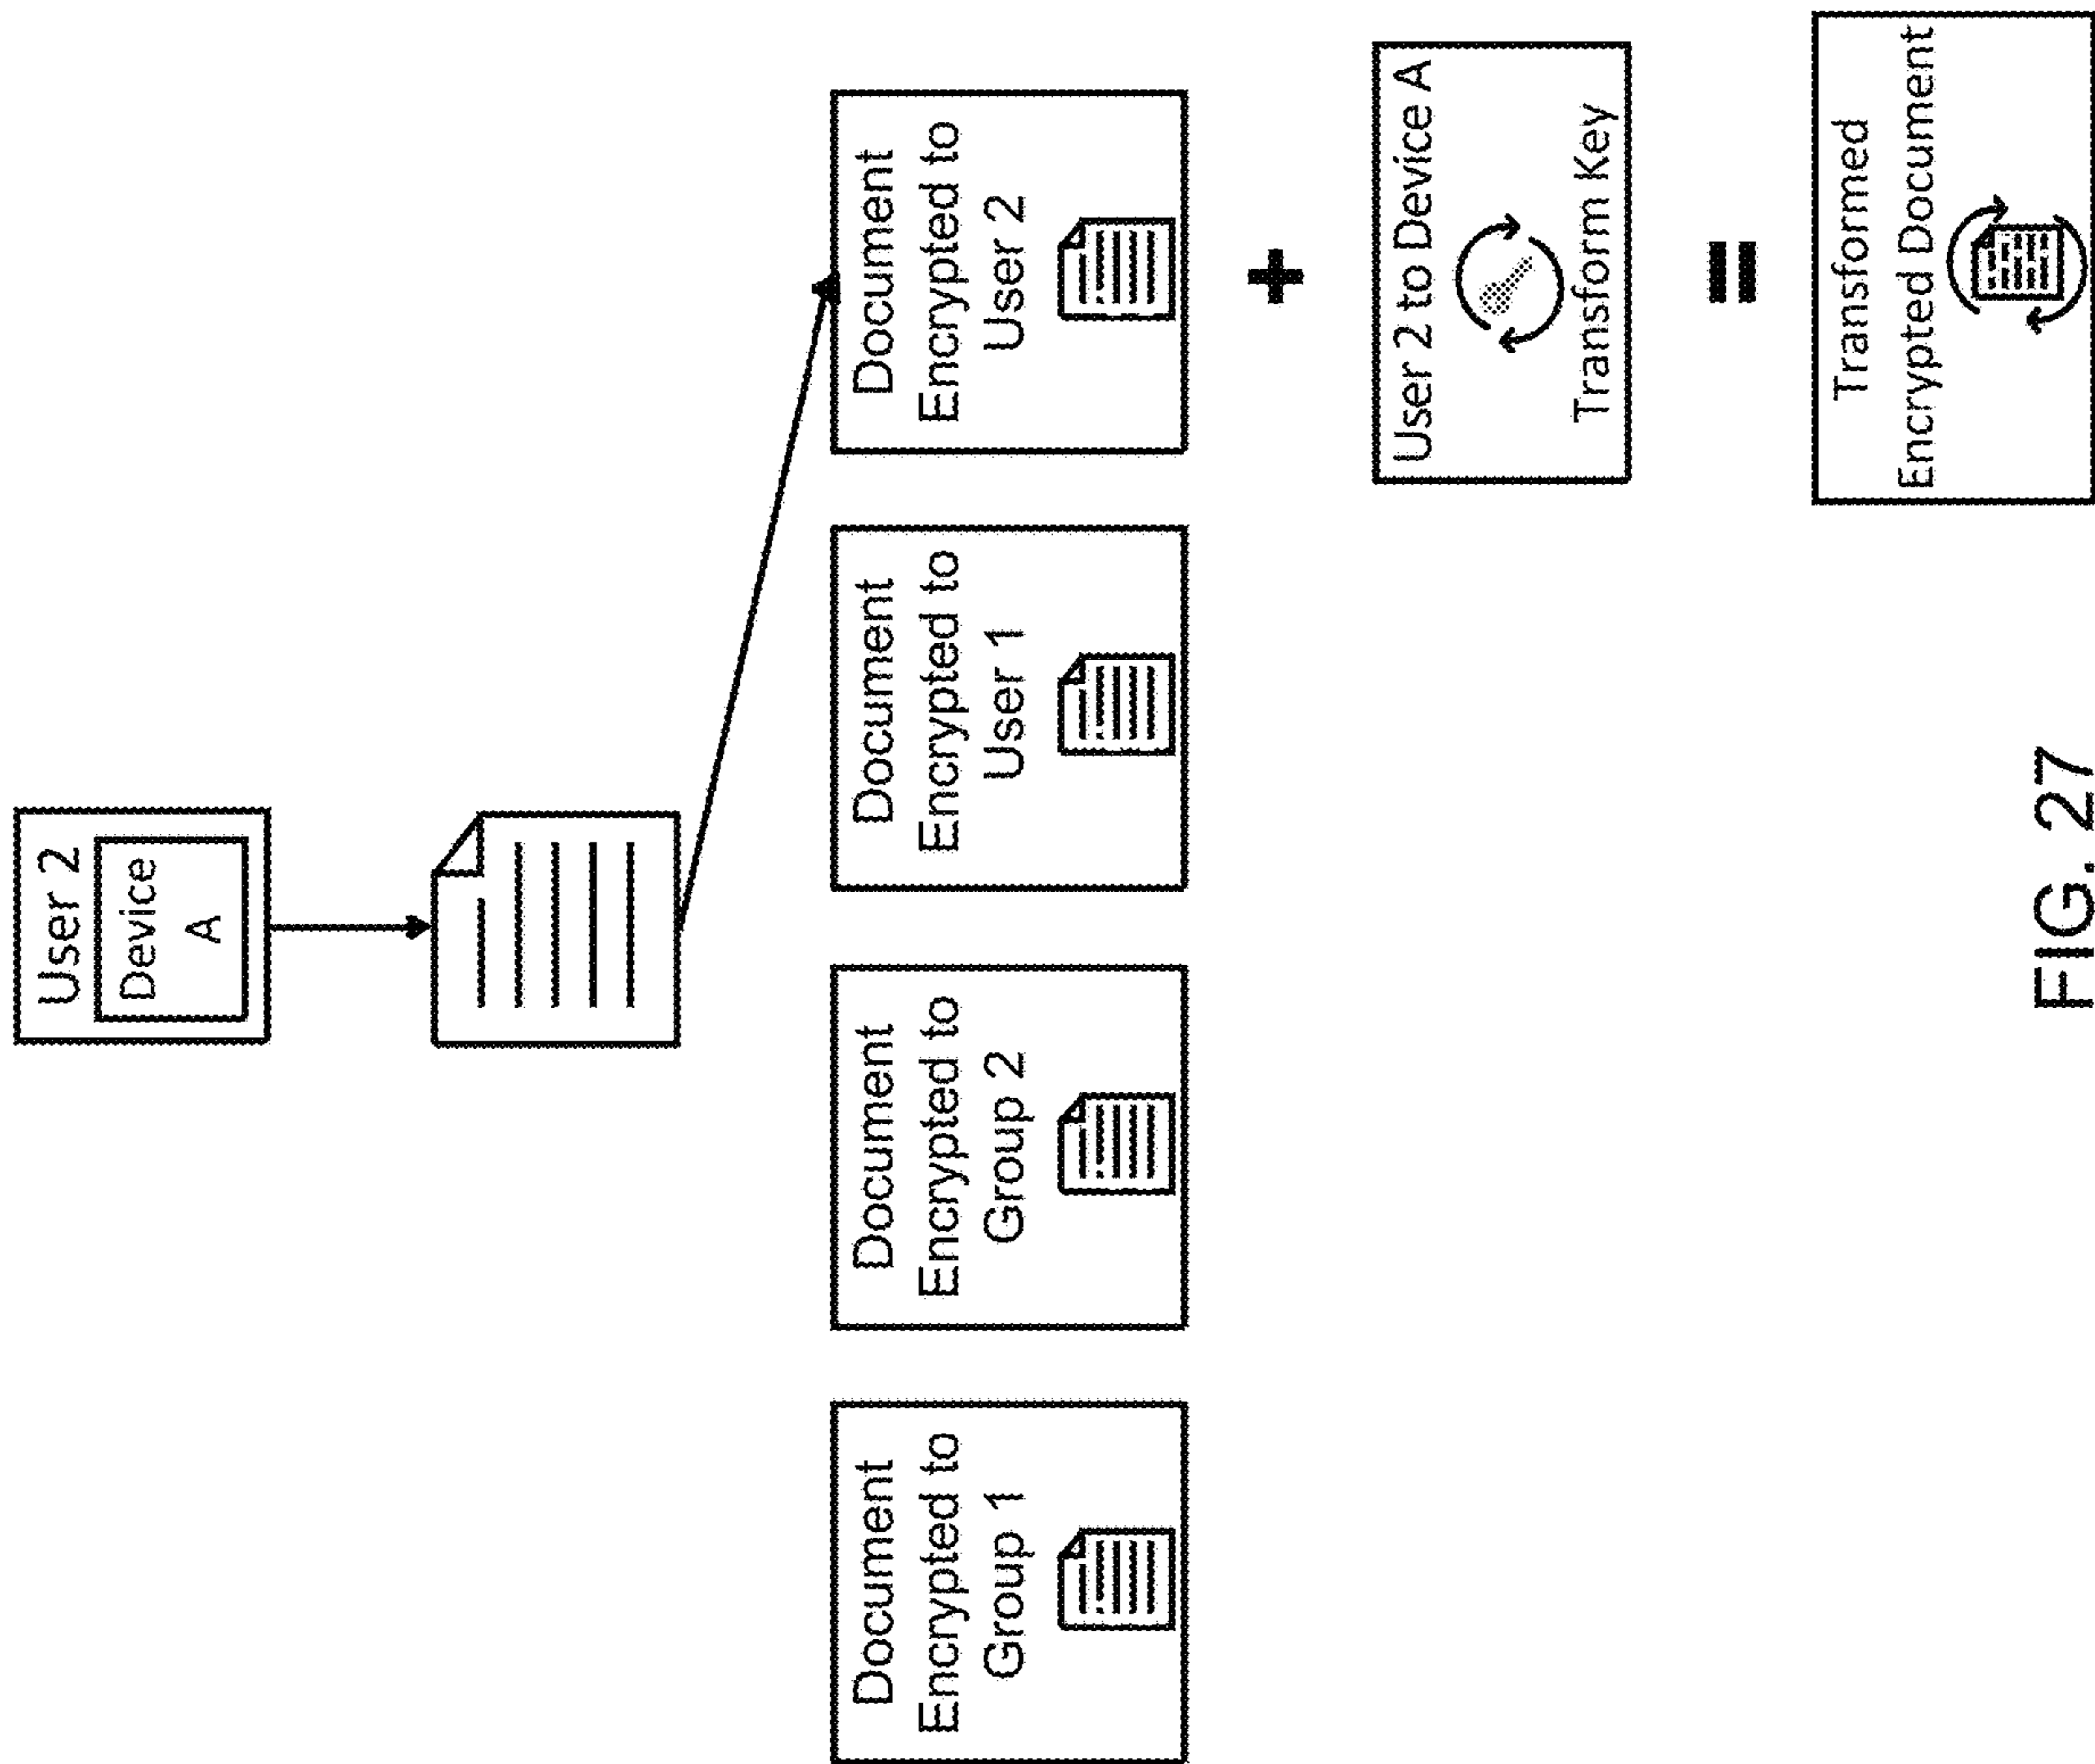 User 2
Device
A
Document
Encrypted to
Group 1
Document
Encrypted to
Group 2
Document
Encrypted to
User 1
Document
Encrypted to
User 2
+
User 2 to Device A
Transform Key
=
Transformed
Encrypted Document
FIG. 27